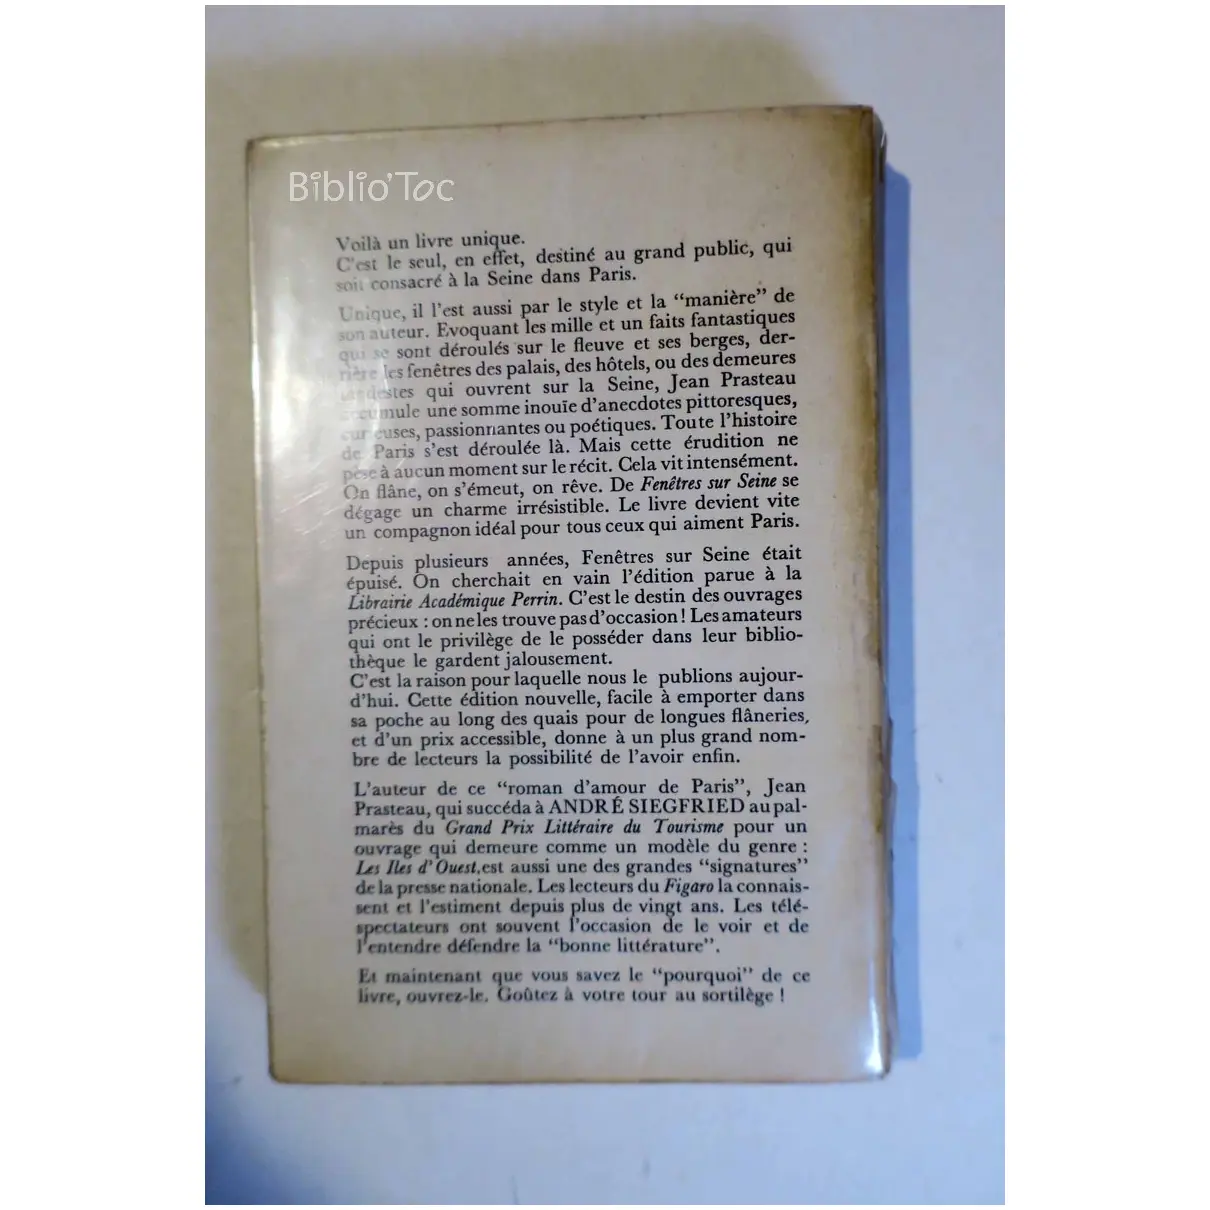 Biblio'Toc
Voilà un livre unique.
C'est le seul, en effet, destiné au grand public, qui
soit consacré à la Seine dans Paris.
Unique, il l'est aussi par le style et la "manière" de
son auteur. Evoquant les mille et un faits fantastiques
qui se sont déroulés sur le fleuve et ses berges, der-
rière les fenêtres des palais, des hôtels, ou des demeures
modestes qui ouvrent sur la Seine, Jean Prasteau
accumule une somme inouïe d'anecdotes pittoresques,
curieuses, passionnantes ou poétiques. Toute l'histoire
de Paris s'est déroulée là. Mais cette érudition ne
pèse à aucun moment sur le récit. Cela vit intensément.
On flâne, on s'émeut, on rêve. De Fenêtres sur Seine se
dégage un charme irrésistible. Le livre devient vite
un compagnon idéal pour tous ceux qui aiment Paris.
Depuis plusieurs années, Fenêtres sur Seine était
épuisé. On cherchait en vain l'édition parue à la
Librairie Académique Perrin. C'est le destin des ouvrages
précieux : on ne les trouve pas d'occasion ! Les amateurs
qui ont le privilège de le posséder dans leur biblio-
thèque le gardent jalousement.
C'est la raison pour laquelle nous le publions aujour-
d'hui. Cette édition nouvelle, facile à emporter dans
sa poche au long des quais pour de longues flâneries,
et d'un prix accessible, donne à un plus grand nom-
bre de lecteurs la possibilité de l'avoir enfin.
L'auteur de ce "roman d'amour de Paris", Jean
Prasteau, qui succéda à ANDRÉ SIEGFRIED au pal-
marès du Grand Prix Littéraire du Tourisme pour un
ouvrage qui demeure comme un modèle du genre :
Les Iles d'Ouest, est aussi une des grandes "signatures"
de la presse nationale. Les lecteurs du Figaro la connais-
sent et l'estiment depuis plus de vingt ans. Les télé-
spectateurs ont souvent l'occasion de le voir et de
l'entendre défendre la "bonne littérature".
Et maintenant que vous savez le "pourquoi" de ce
livre, ouvrez-le. Goûtez à votre tour au sortilège !